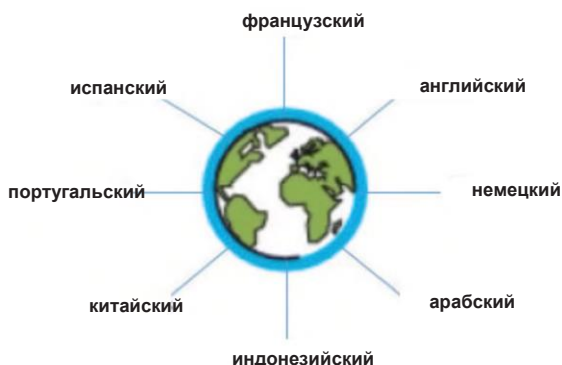 французский
испанский
английский
португальский
немецкий
китайский
арабский
индонезийский